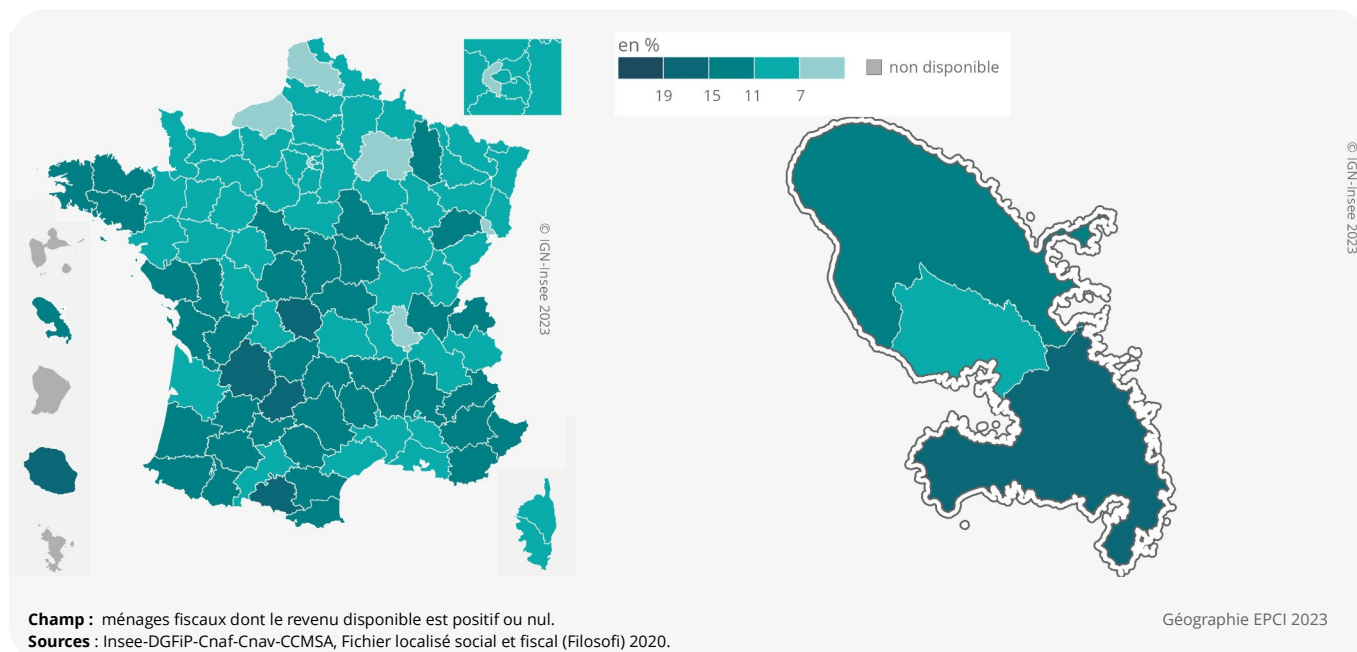 en %
19 15 11 7
non disponible
© IGN-Insee 2023
© IGN-Insee 2023
Champ : ménages fiscaux dont le revenu disponible est positif ou nul.
Géographie EPCI 2023
Sources : Insee-DGFiP-Cnaf-Cnav-CCMSA, Fichier localisé social et fiscal (Filosofi) 2020.